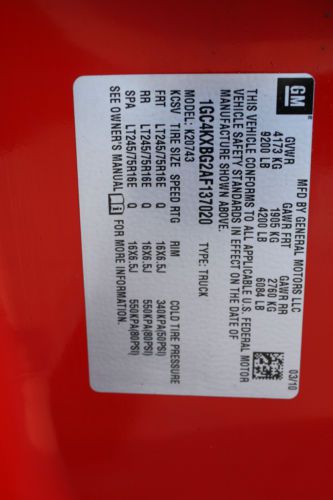 GM
MFD BY GENERAL MOTORS LLC
03/10
GVWR GAWR FRT GAWR RR
4173 KG 1905 KG 2760 KG
9200 LB 4200 LB 6084 LB
THIS VEHICLE CONFORMS TO ALL APPLICABLE U.S. FEDERAL MOTOR
VEHICLE SAFETY STANDARDS IN EFFECT ON THE DATE OF
MANUFACTURE SHOWN ABOVE.
1GC4KXBG2AF137020 TYPE: TRUCK
MODEL: K20743
KCSV TIRE SIZE SPEED RTG RIM COLD TIRE PRESSURE
FRT LT245/75R16E Q 16X6.5J 340KPA(50PSI)
RR LT245/75R16E Q 16X6.5J 550KPA(80PSI)
SPA LT245/75R16E Q 16X6.5J 550KPA(80PSI)
SEE OWNER'S MANUAL